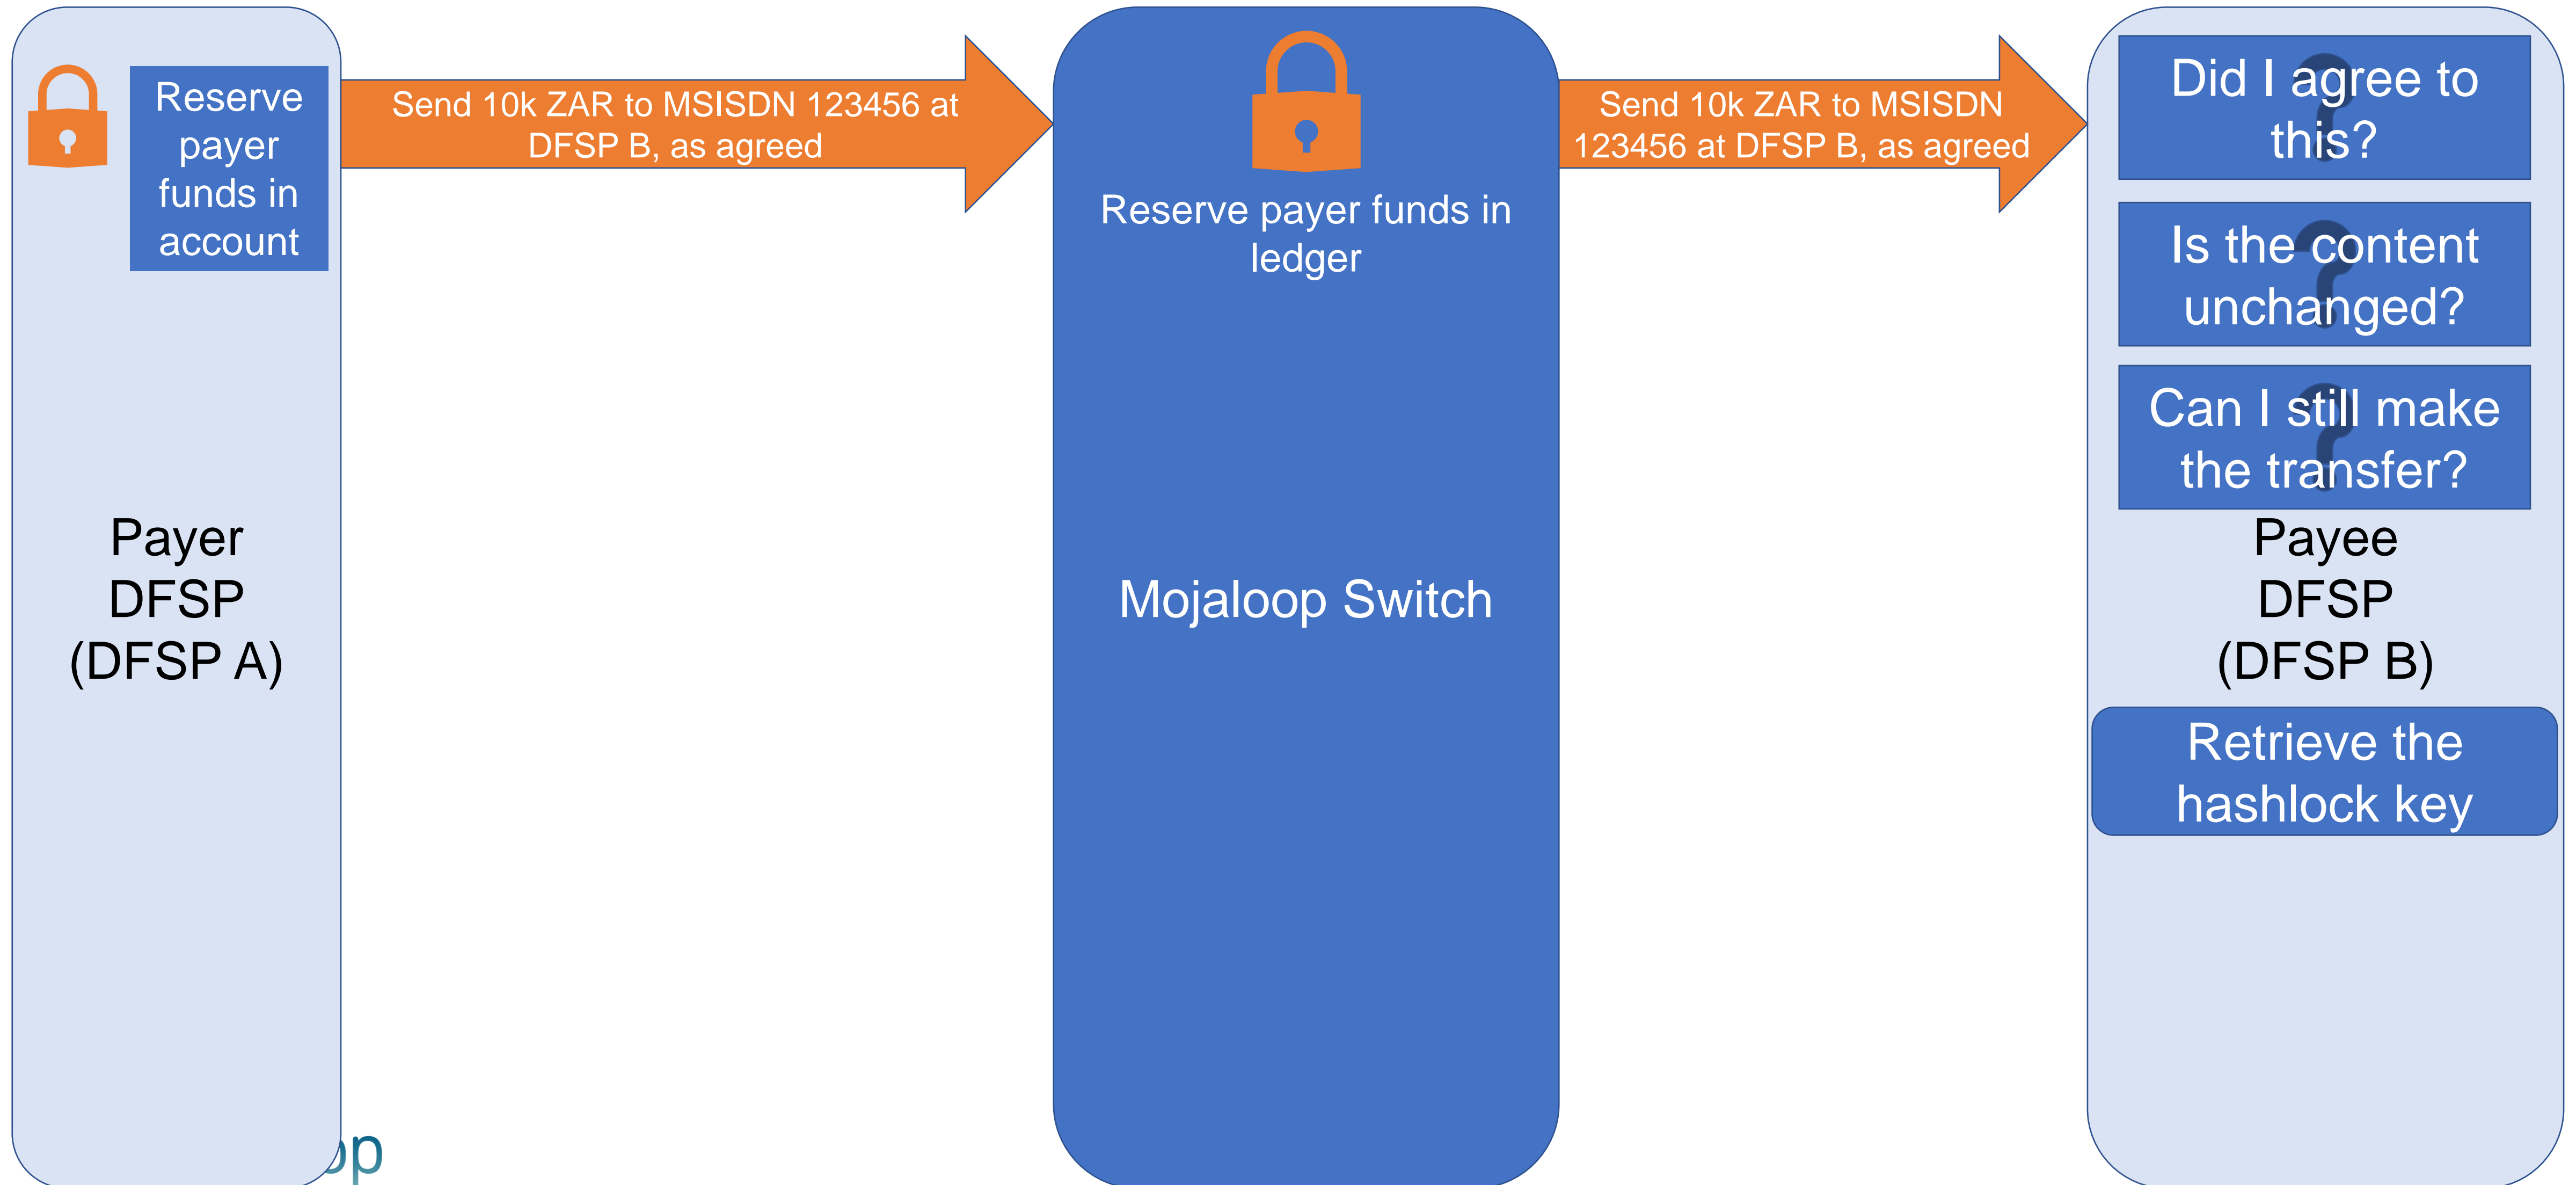 Reserve
payer
funds in
account
Send 10k ZAR to MSISDN 123456 at
DFSP B, as agreed
Reserve payer funds in
ledger
Send 10k ZAR to MSISDN
123456 at DFSP B, as agreed
Did I agree to
this?
Is the content
unchanged?
Can I still make
the transfer?
Payer
DFSP
(DFSP A)
Mojaloop Switch
Payee
DFSP
(DFSP B)
Retrieve the
hashlock key